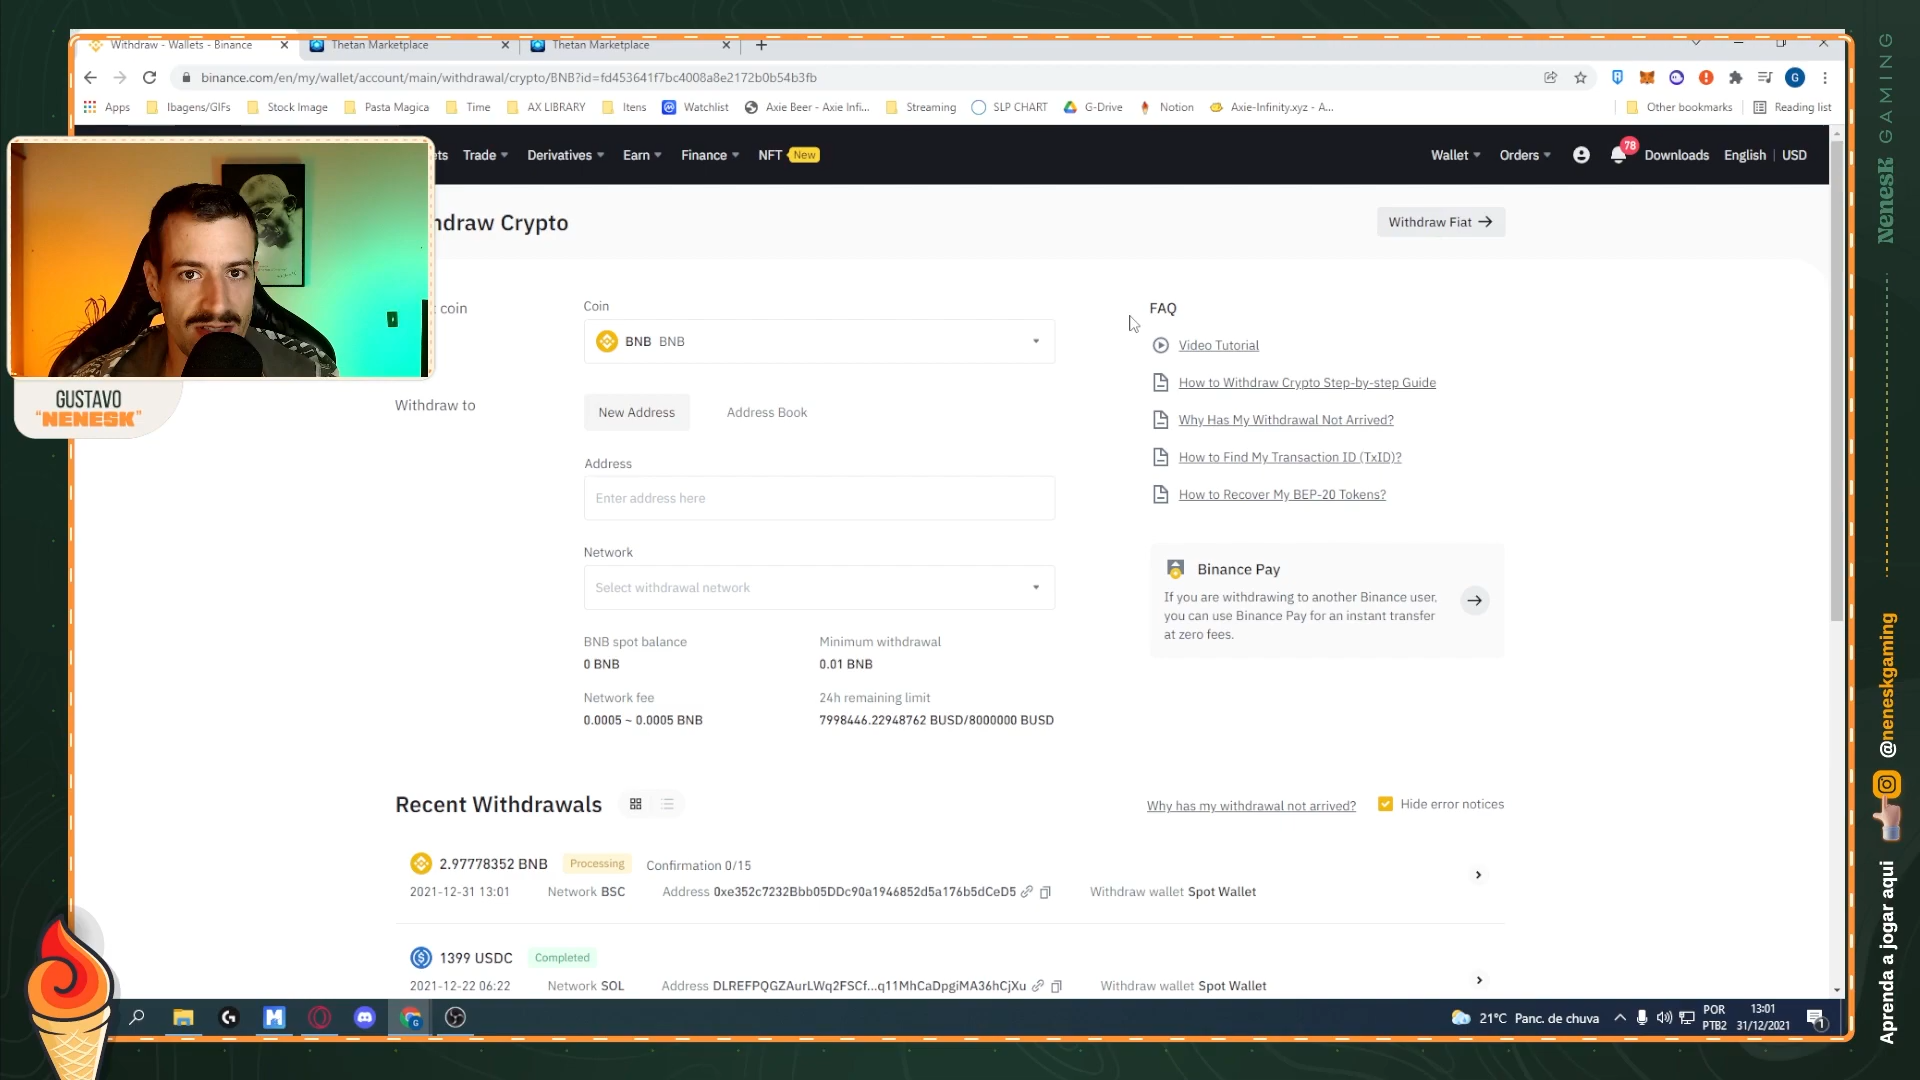 Withdraw - Wallets - Binance
Thetan Marketplace
Thetan Marketplace
binance.com/en/my/wallet/account/main/withdrawal/crypto/BNB?id=fd453641f7bc4008a8e2172b0b54b3fb
G
Apps
Ibagens/GIFs
Stock Image
Pasta Magica
Time
AX LIBRARY
Itens
Watchlist
Axie Beer - Axie Infi...
Streaming
SLP CHART
G-Drive
Notion
Axie-Infinity.xyz - A...
Other bookmarks
Reading list
ets
Trade
Derivatives
Earn
Finance
NFT New
Wallet
Orders
78
Downloads
English | USD
hdraw Crypto
Withdraw Fiat
coin
Coin
BNB BNB
Withdraw to
New Address
Address Book
Address
Enter address here
Network
Select withdrawal network
BNB spot balance
0 BNB
Minimum withdrawal
0.01 BNB
Network fee
0.0005 ~ 0.0005 BNB
24h remaining limit
7998446.22948762 BUSD/8000000 BUSD
FAQ
Video Tutorial
How to Withdraw Crypto Step-by-step Guide
Why Has My Withdrawal Not Arrived?
How to Find My Transaction ID (TxID)?
How to Recover My BEP-20 Tokens?
Binance Pay
If you are withdrawing to another Binance user,
you can use Binance Pay for an instant transfer
at zero fees.
Recent Withdrawals
Why has my withdrawal not arrived?
Hide error notices
2.97778352 BNB
Processing
Confirmation 0/15
2021-12-31 13:01
Network BSC
Address 0xe352c7232Bbb05DDc90a1946852d5a176b5dCeD5
Withdraw wallet Spot Wallet
1399 USDC
Completed
2021-12-22 06:22
Network SOL
Address DLREFPQGZAurLWq2FSCf...q11MhCaDpgiMA36hCjXu
Withdraw wallet Spot Wallet
GUSTAVO
"NENESK"
21°C Panc. de chuva
POR
PTB2
13:01
31/12/2021
1
Nenesk GAMING
@neneskgaming
Aprenda a jogar aqui